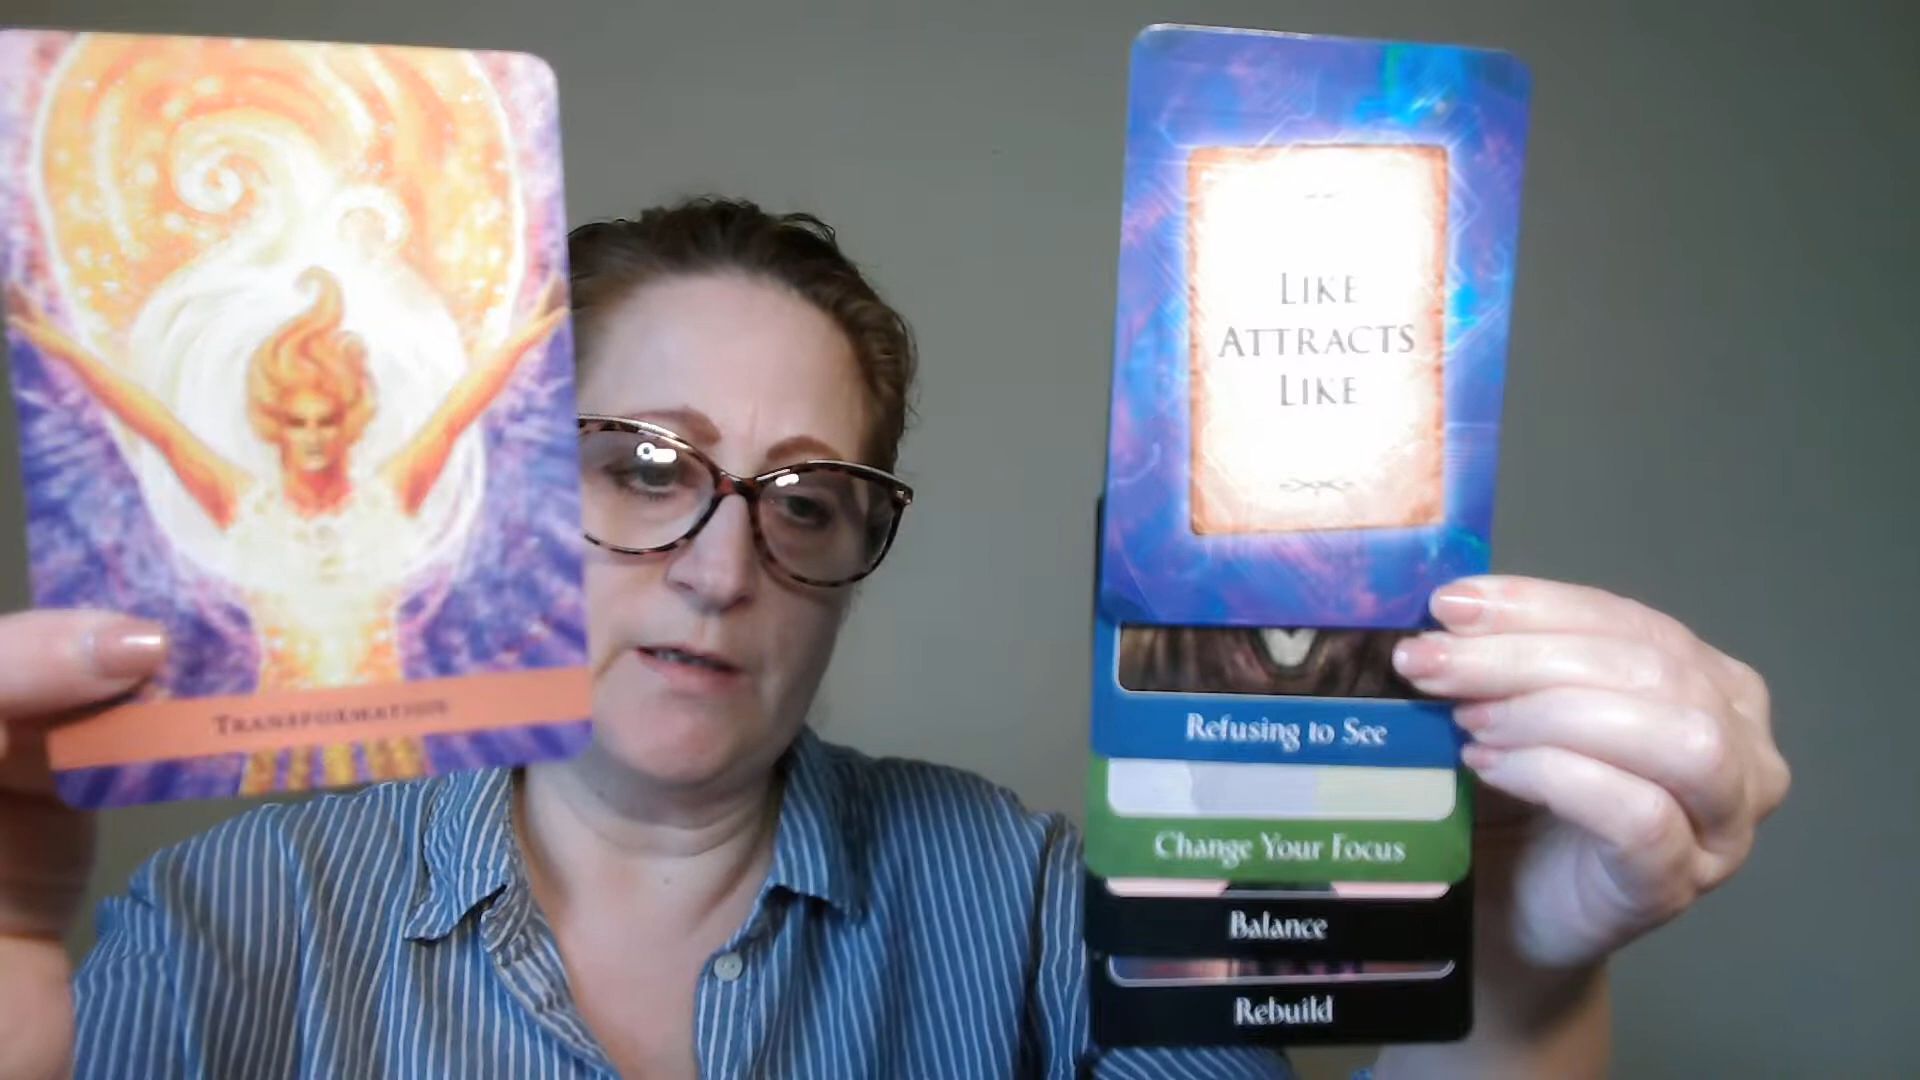 TRANSFORMATION
LIKE
ATTRACTS
LIKE
Refusing to See
Change Your Focus
Balance
Rebuild